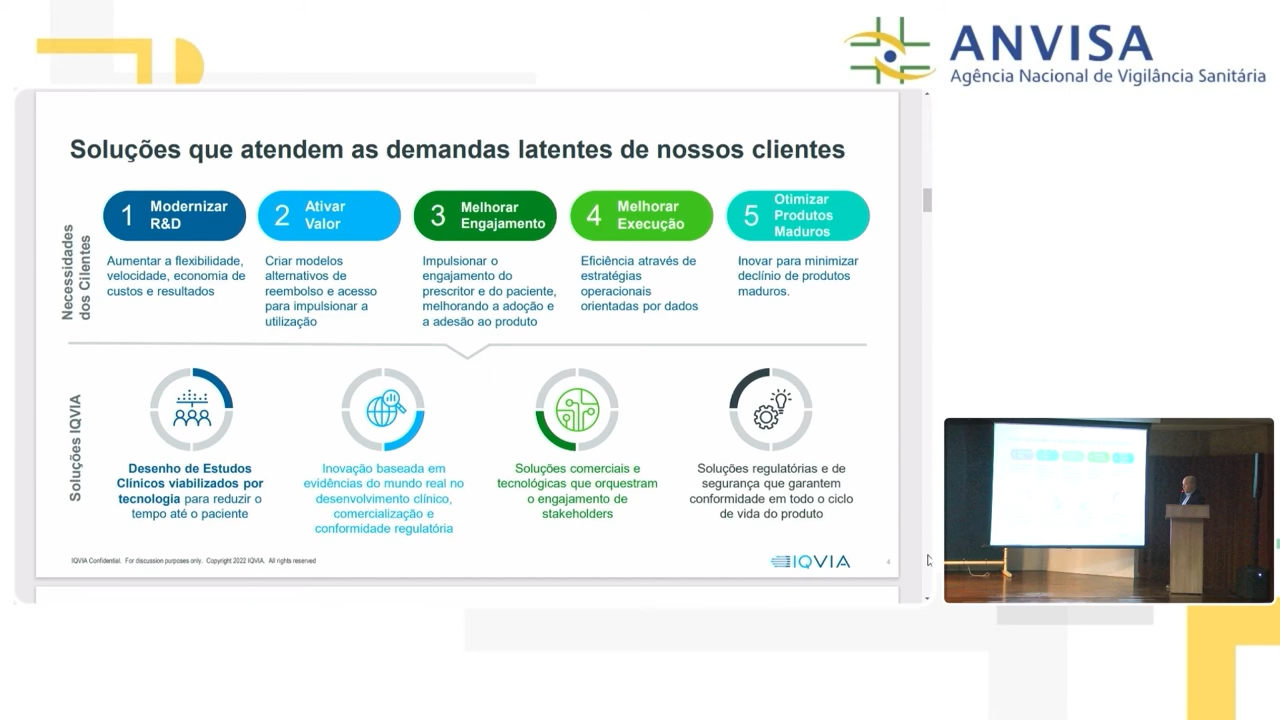 ANVISA
Agência Nacional de Vigilância Sanitária
Soluções que atendem as demandas latentes de nossos clientes
Necessidades
dos Cilentes
1 Modernizar
R&D
2 Ativar
Valor
3 Melhorar
Engajamento
4 Melhorar
Execução
5 Otimizar
Produtos
Maduros
Aumentar a flexibilidade,
velocidade, economia de
custos e resultados
Criar modelos
alternativos de
reembolso e acesso
para impulsionar a
utilização
Impulsionar o
engajamento do
prescritor e do paciente,
melhorando a adoção e
a adesão ao produto
Eficiência através de
estratégias
operacionais
orientadas por dados
Inovar para minimizar
declínio de produtos
maduros.
Soluções IQVIA
Desenho de Estudos
Clínicos viabilizados por
tecnologia para reduzir o
tempo até o paciente
Inovação baseada em
evidências do mundo real no
desenvolvimento clínico,
comercialização e
conformidade regulatória
Soluções comerciais e
tecnológicas que orquestram
o engajamento de
stakeholders
Soluções regulatórias e de
segurança que garantem
conformidade em todo o ciclo
de vida do produto
IQVIA Confidential. For discussion purposes only. Copyright 2022 IQVIA. All rights reserved
IQVIA
4